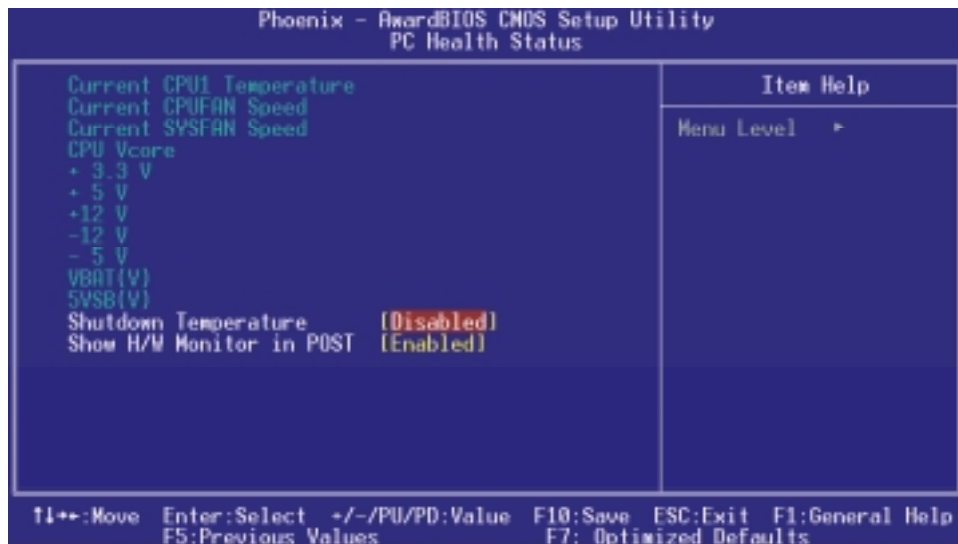 Phoenix - AwardBIOS CMOS Setup Utility
PC Health Status
Current CPU1 Temperature
Current CPUFAN Speed
Current SYSFAN Speed
CPU Vcore
+ 3.3 V
+ 5 V
+12 V
-12 V
- 5 V
VBAT(V)
5VSB(V)
Shutdown Temperature [Disabled]
Show H/W Monitor in POST [Enabled]
Item Help
Menu Level ►
↑↓→←:Move Enter:Select +/-/PU/PD:Value F10:Save ESC:Exit F1:General Help
F5:Previous Values F7: Optimized Defaults